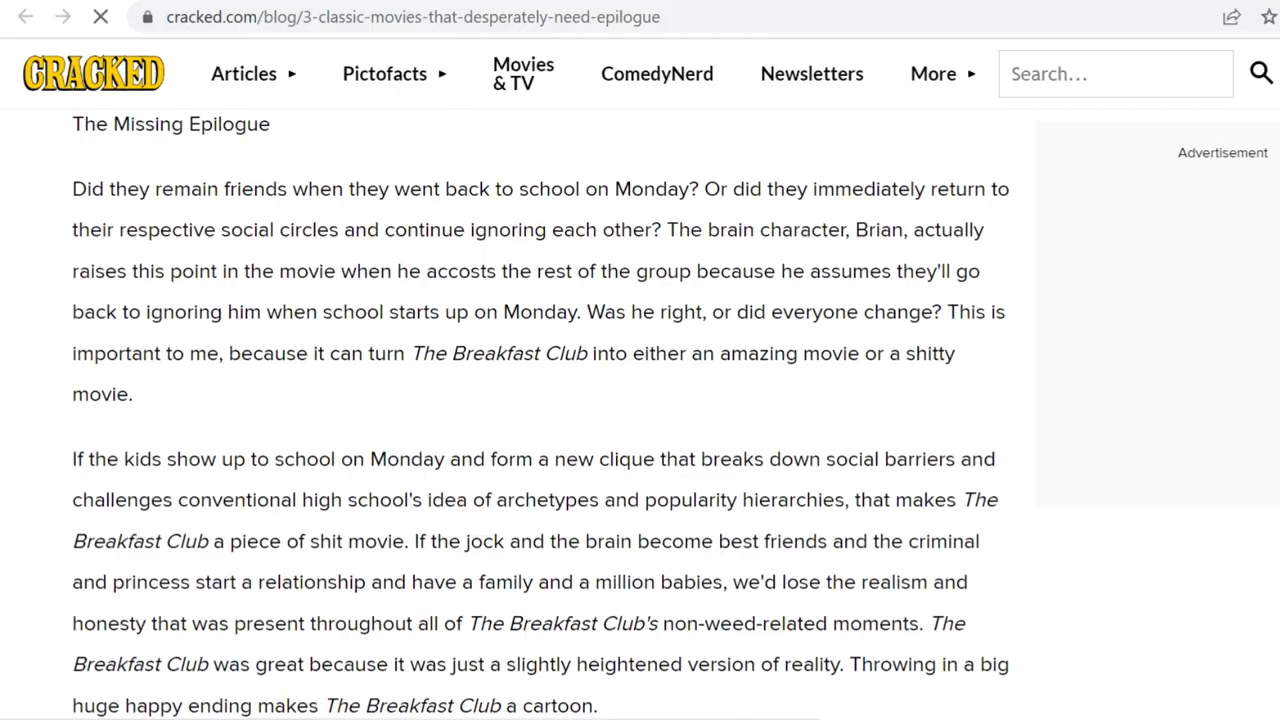 cracked.com/blog/3-classic-movies-that-desperately-need-epilogue
CRACKED
Articles
Pictofacts
Movies
& TV
ComedyNerd
Newsletters
More
Search...
The Missing Epilogue
Advertisement
Did they remain friends when they went back to school on Monday? Or did they immediately return to
their respective social circles and continue ignoring each other? The brain character, Brian, actually
raises this point in the movie when he accosts the rest of the group because he assumes they'll go
back to ignoring him when school starts up on Monday. Was he right, or did everyone change? This is
important to me, because it can turn The Breakfast Club into either an amazing movie or a shitty
movie.
If the kids show up to school on Monday and form a new clique that breaks down social barriers and
challenges conventional high school's idea of archetypes and popularity hierarchies, that makes The
Breakfast Club a piece of shit movie. If the jock and the brain become best friends and the criminal
and princess start a relationship and have a family and a million babies, we'd lose the realism and
honesty that was present throughout all of The Breakfast Club's non-weed-related moments. The
Breakfast Club was great because it was just a slightly heightened version of reality. Throwing in a big
huge happy ending makes The Breakfast Club a cartoon.